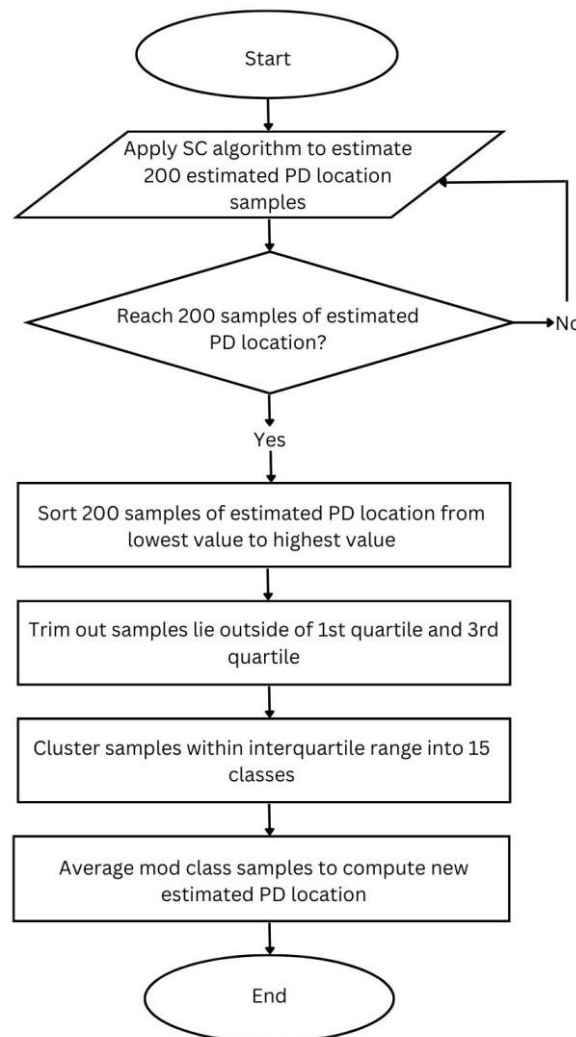 Start
Apply SC algorithm to estimate
200 estimated PD location
samples
Reach 200 samples of estimated
PD location?
No
Yes
Sort 200 samples of estimated PD location from
lowest value to highest value
Trim out samples lie outside of 1st quartile and 3rd
quartile
Cluster samples within interquartile range into 15
classes
Average mod class samples to compute new
estimated PD location
End